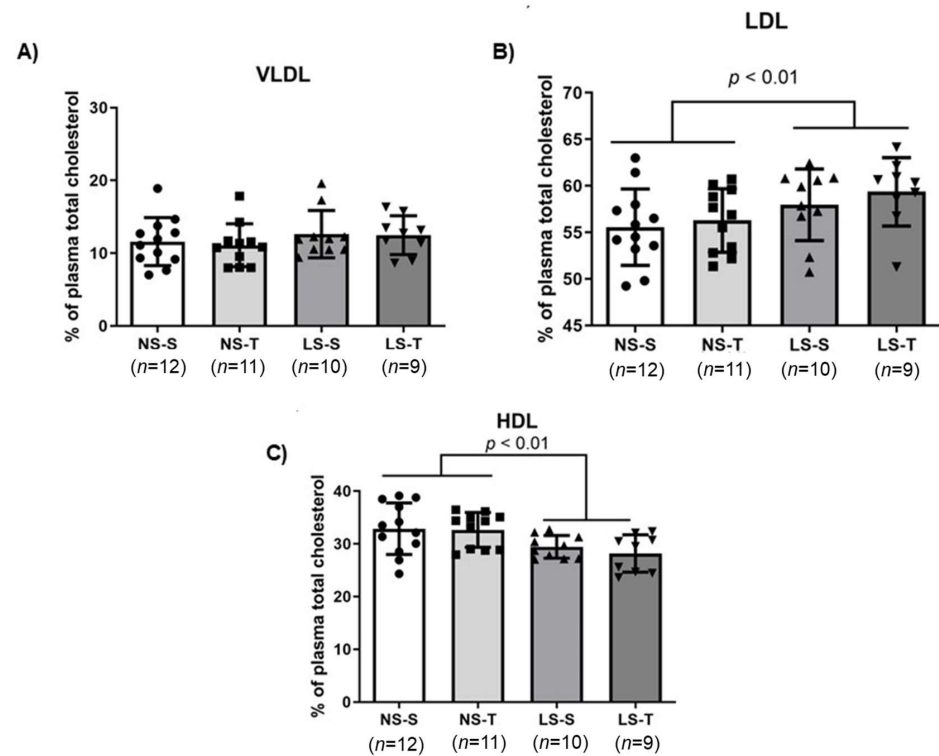 A)
VLDL
% of plasma total cholesterol
30
20
10
0
NS-S NS-T LS-S LS-T
(n=12) (n=11) (n=10) (n=9)
B)
LDL
p < 0.01
% of plasma total cholesterol
70
65
60
55
50
45
NS-S NS-T LS-S LS-T
(n=12) (n=11) (n=10) (n=9)
C)
HDL
p < 0.01
% of plasma total cholesterol
40
30
20
10
0
NS-S NS-T LS-S LS-T
(n=12) (n=11) (n=10) (n=9)